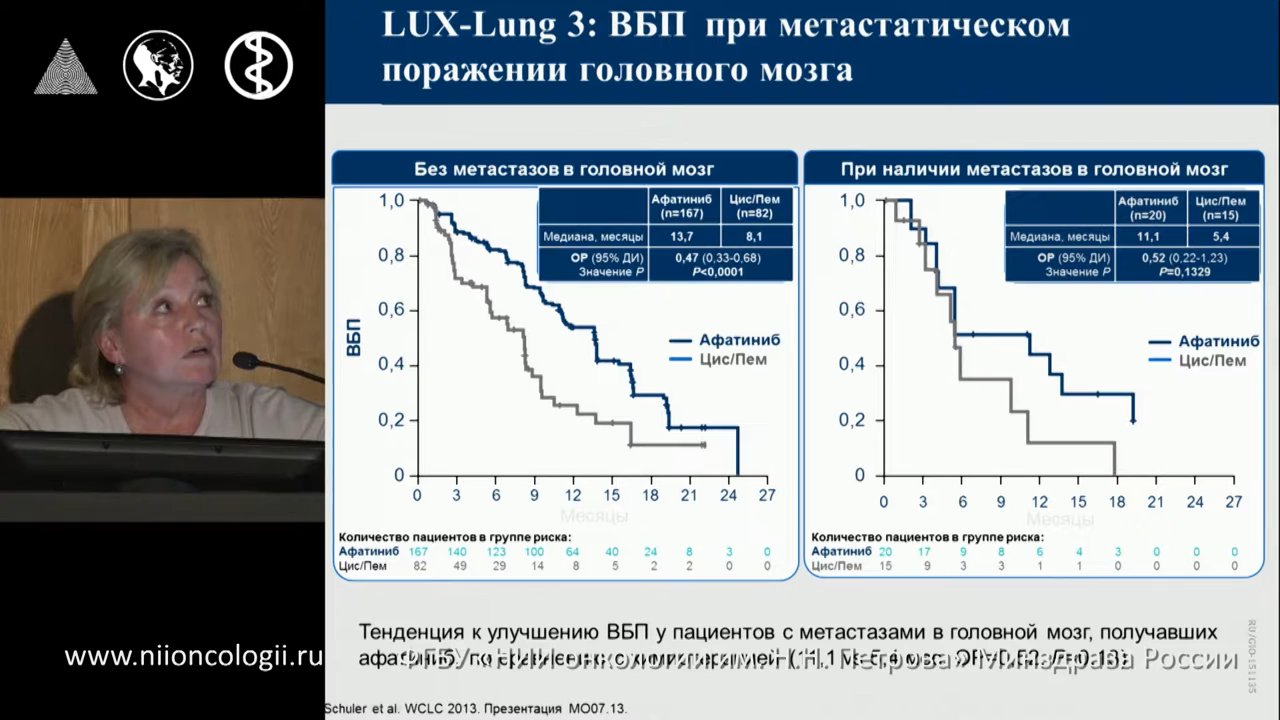 LUX-Lung 3: ВБП при метастатическом
поражении головного мозга
Без метастазов в головной мозг
Афатиниб (n=167) Цис/Пем (n=82)
Медиана, месяцы 13,7 8,1
ОР (95% ДИ) 0,47 (0,33-0,68)
Значение P P<0,0001
1,0
0,8
0,6
0,4
0,2
0
ВБП
Афатиниб
Цис/Пем
0 3 6 9 12 15 18 21 24 27
Месяцы
Количество пациентов в группе риска:
Афатиниб 167 140 123 100 64 40 24 8 3 0
Цис/Пем 82 49 29 14 8 5 2 2 0 0
При наличии метастазов в головной мозг
Афатиниб (n=20) Цис/Пем (n=15)
Медиана, месяцы 11,1 5,4
ОР (95% ДИ) 0,52 (0,22-1,23)
Значение P P=0,1329
1,0
0,8
0,6
0,4
0,2
0
Афатиниб
Цис/Пем
0 3 6 9 12 15 18 21 24 27
Месяцы
Количество пациентов в группе риска:
Афатиниб 20 17 9 8 6 4 3 0 0 0
Цис/Пем 15 9 3 3 1 1 0 0 0 0
Тенденция к улучшению ВБП у пациентов с метастазами в головной мозг, получавших
www.niioncologii.ru
Н.Н. Петрова Минздрава России
Schuler et al. WCLC 2013. Презентация MO07.13.